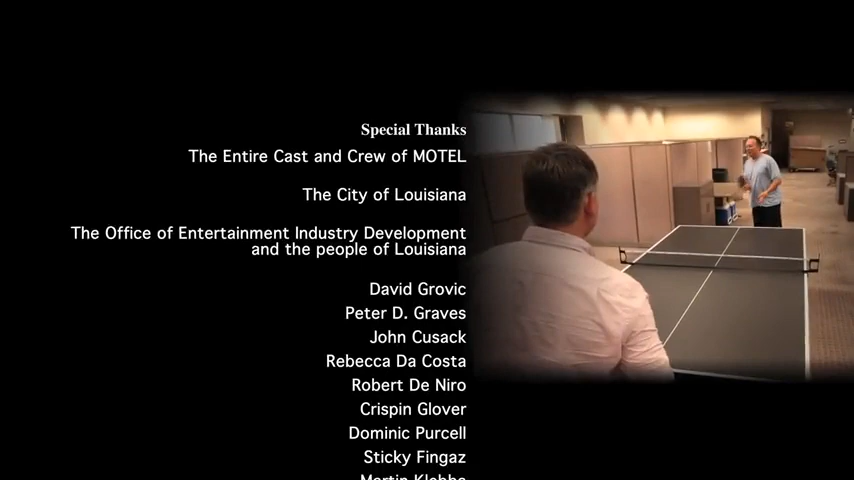 Special Thanks
The Entire Cast and Crew of MOTEL
The City of Louisiana
The Office of Entertainment Industry Development
and the people of Louisiana
David Grovic
Peter D. Graves
John Cusack
Rebecca Da Costa
Robert De Niro
Crispin Glover
Dominic Purcell
Sticky Fingaz